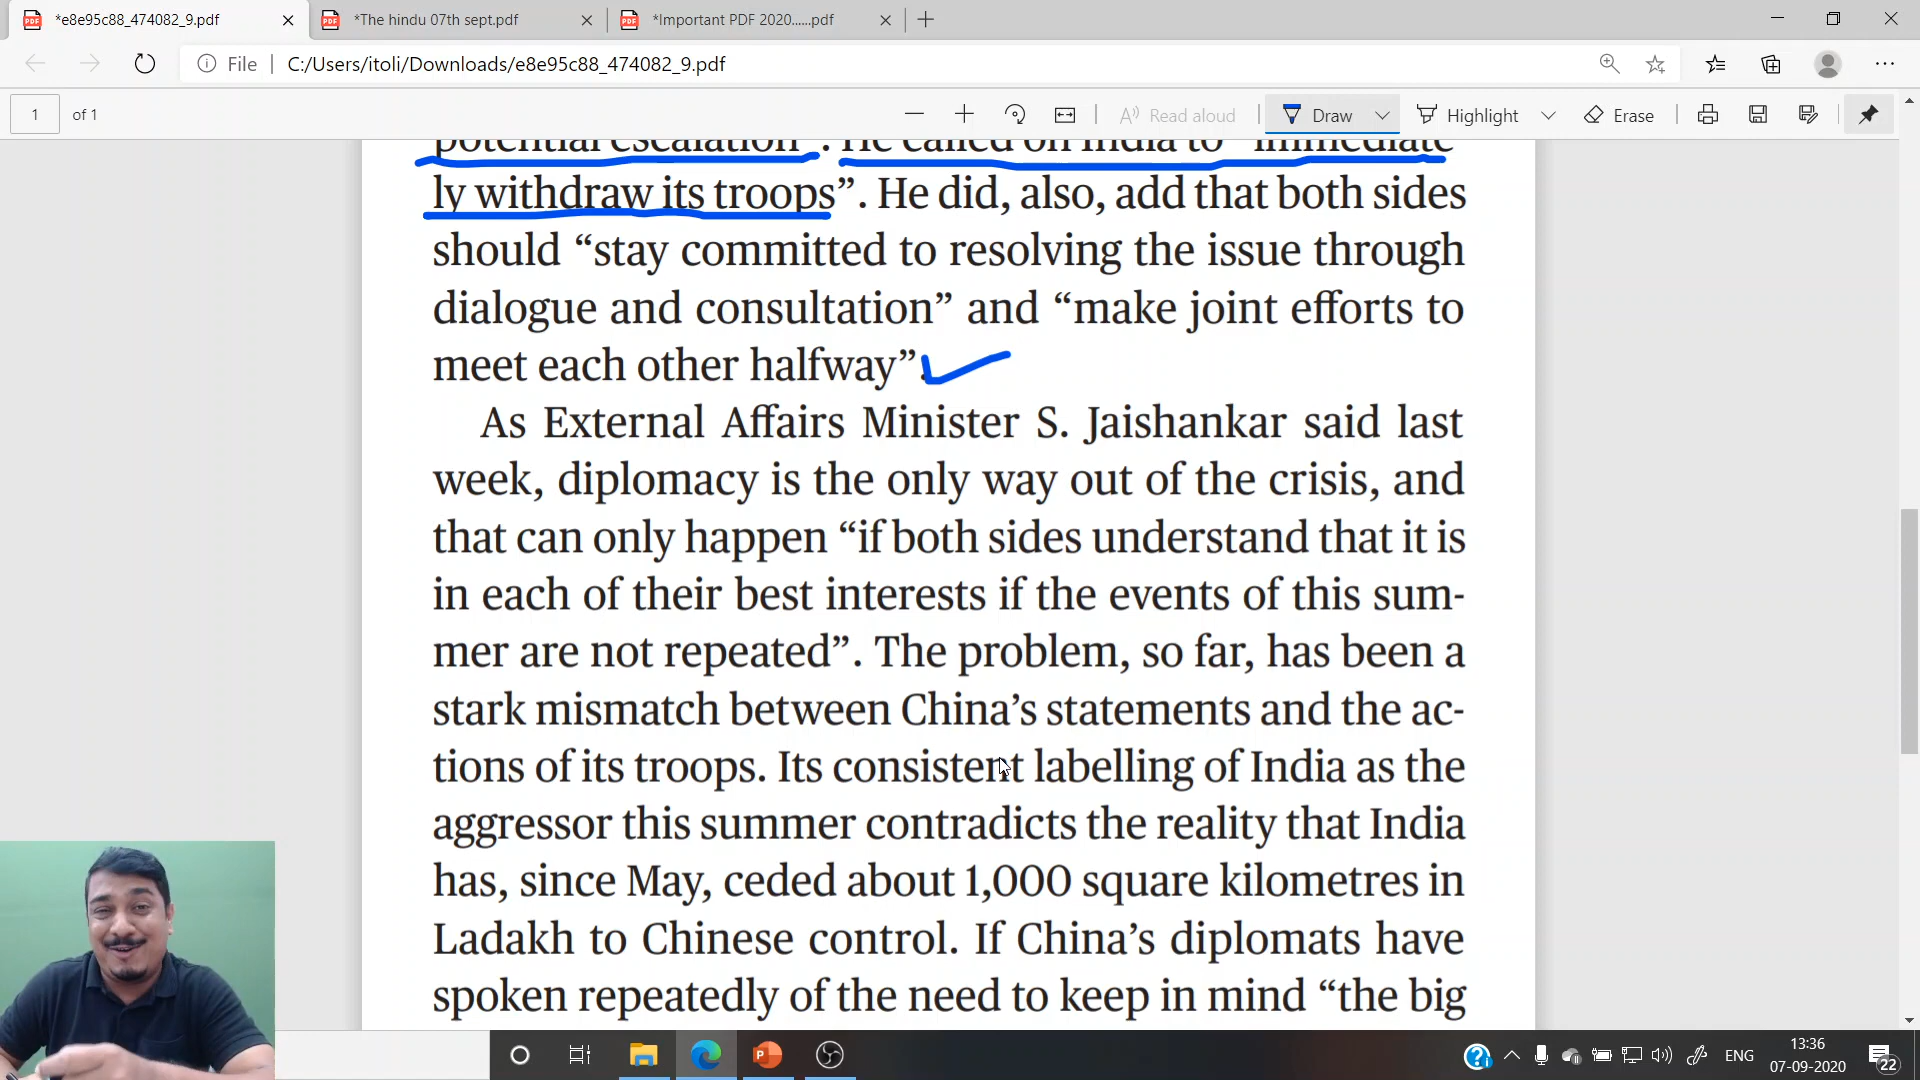 *e8e95c88_474082_9.pdf
*The hindu 07th sept.pdf
*Important PDF 2020......pdf
File
C:/Users/itoli/Downloads/e8e95c88_474082_9.pdf
1 of 1
Read aloud
Draw
Highlight
Erase
potential escalation”. He called on India to “immediate
ly withdraw its troops”. He did, also, add that both sides
should “stay committed to resolving the issue through
dialogue and consultation” and “make joint efforts to
meet each other halfway”.
As External Affairs Minister S. Jaishankar said last
week, diplomacy is the only way out of the crisis, and
that can only happen “if both sides understand that it is
in each of their best interests if the events of this sum-
mer are not repeated”. The problem, so far, has been a
stark mismatch between China’s statements and the ac-
tions of its troops. Its consistent labelling of India as the
aggressor this summer contradicts the reality that India
has, since May, ceded about 1,000 square kilometres in
Ladakh to Chinese control. If China’s diplomats have
spoken repeatedly of the need to keep in mind “the big
ENG
13:36
07-09-2020
22